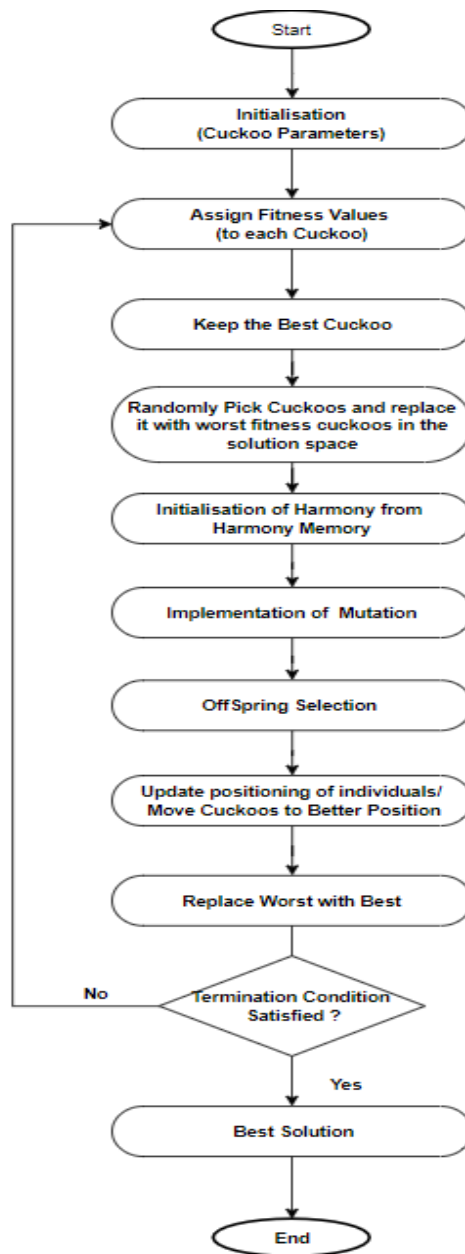 Start
Initialisation
(Cuckoo Parameters)
Assign Fitness Values
(to each Cuckoo)
Keep the Best Cuckoo
Randomly Pick Cuckoos and replace
it with worst fitness cuckoos in the
solution space
Initialisation of Harmony from
Harmony Memory
Implementation of Mutation
OffSpring Selection
Update positioning of individuals/
Move Cuckoos to Better Position
Replace Worst with Best
No
Termination Condition
Satisfied ?
Yes
Best Solution
End